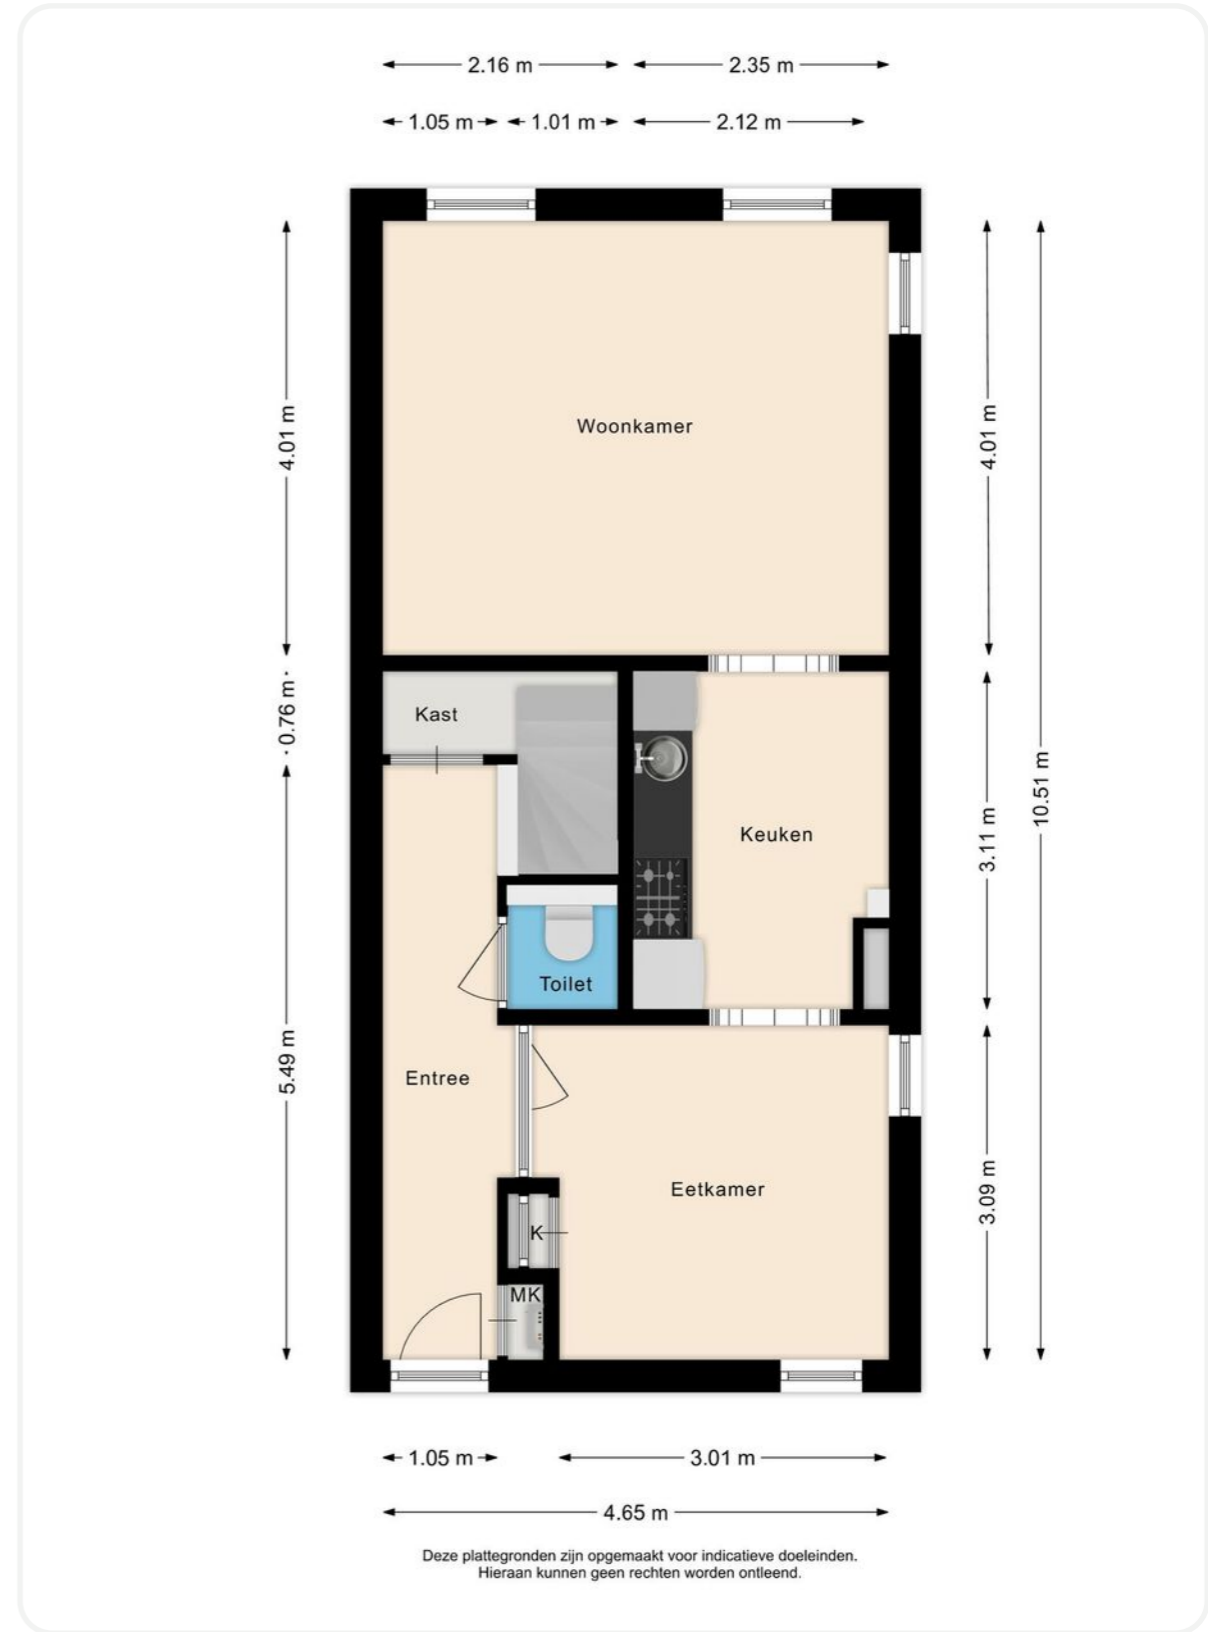 2.16 m
2.35 m
1.05 m
1.01 m
2.12 m
Woonkamer
4.01 m
4.01 m
Kast
0.76 m
10.51 m
Keuken
3.11 m
Toilet
Entree
5.49 m
Eetkamer
3.09 m
K
MK
1.05 m
3.01 m
4.65 m
Deze plattegronden zijn opgemaakt voor indicatieve doeleinden.
Hieraan kunnen geen rechten worden ontleend.